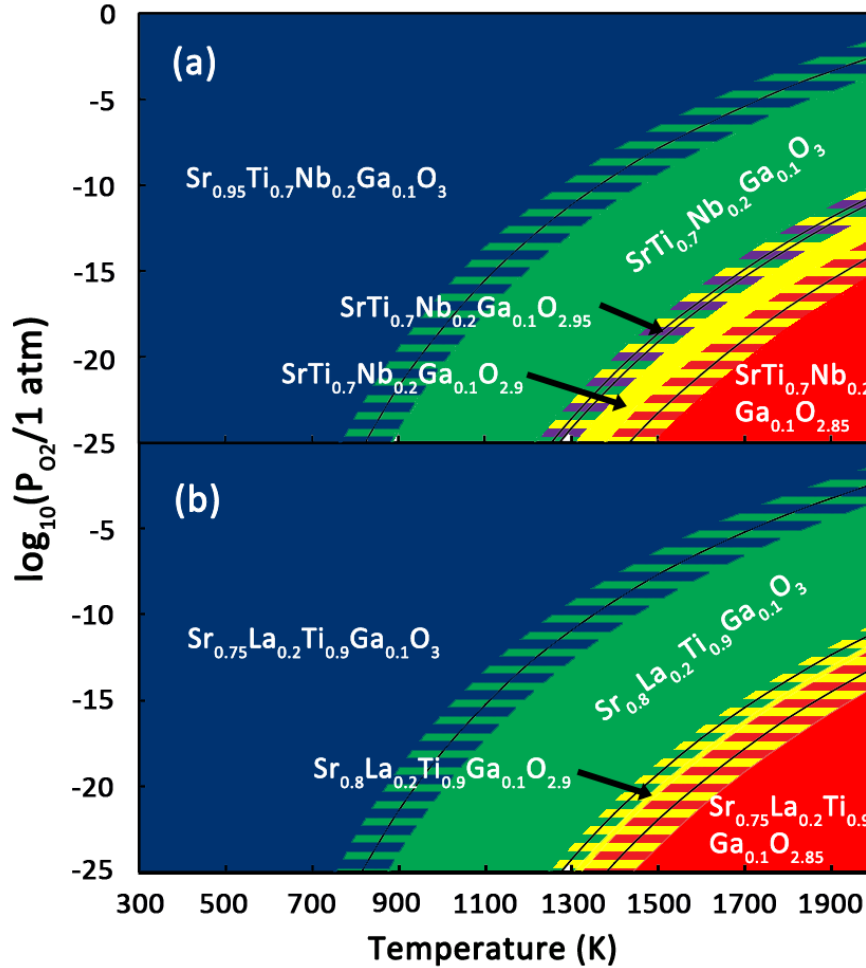 0
(a)
-5
Sr₀.₉₅Ti₀.₇Nb₀.₂Ga₀.₁O₃
-10
SrTi₀.₇Nb₀.₂Ga₀.₁O₃
-15
SrTi₀.₇Nb₀.₂Ga₀.₁O₂.₉₅
-20
SrTi₀.₇Nb₀.₂Ga₀.₁O₂.₉
SrTi₀.₇Nb₀.₂
Ga₀.₁O₂.₈₅
-25
log₁₀(P_O2/1 atm)
(b)
-5
-10
Sr₀.₇₅La₀.₂Ti₀.₉Ga₀.₁O₃
Sr₀.₈La₀.₂Ti₀.₉Ga₀.₁O₃
-15
Sr₀.₈La₀.₂Ti₀.₉Ga₀.₁O₂.₉
-20
Sr₀.₇₅La₀.₂Ti₀.₉
Ga₀.₁O₂.₈₅
-25
300 500 700 900 1100 1300 1500 1700 1900
Temperature (K)